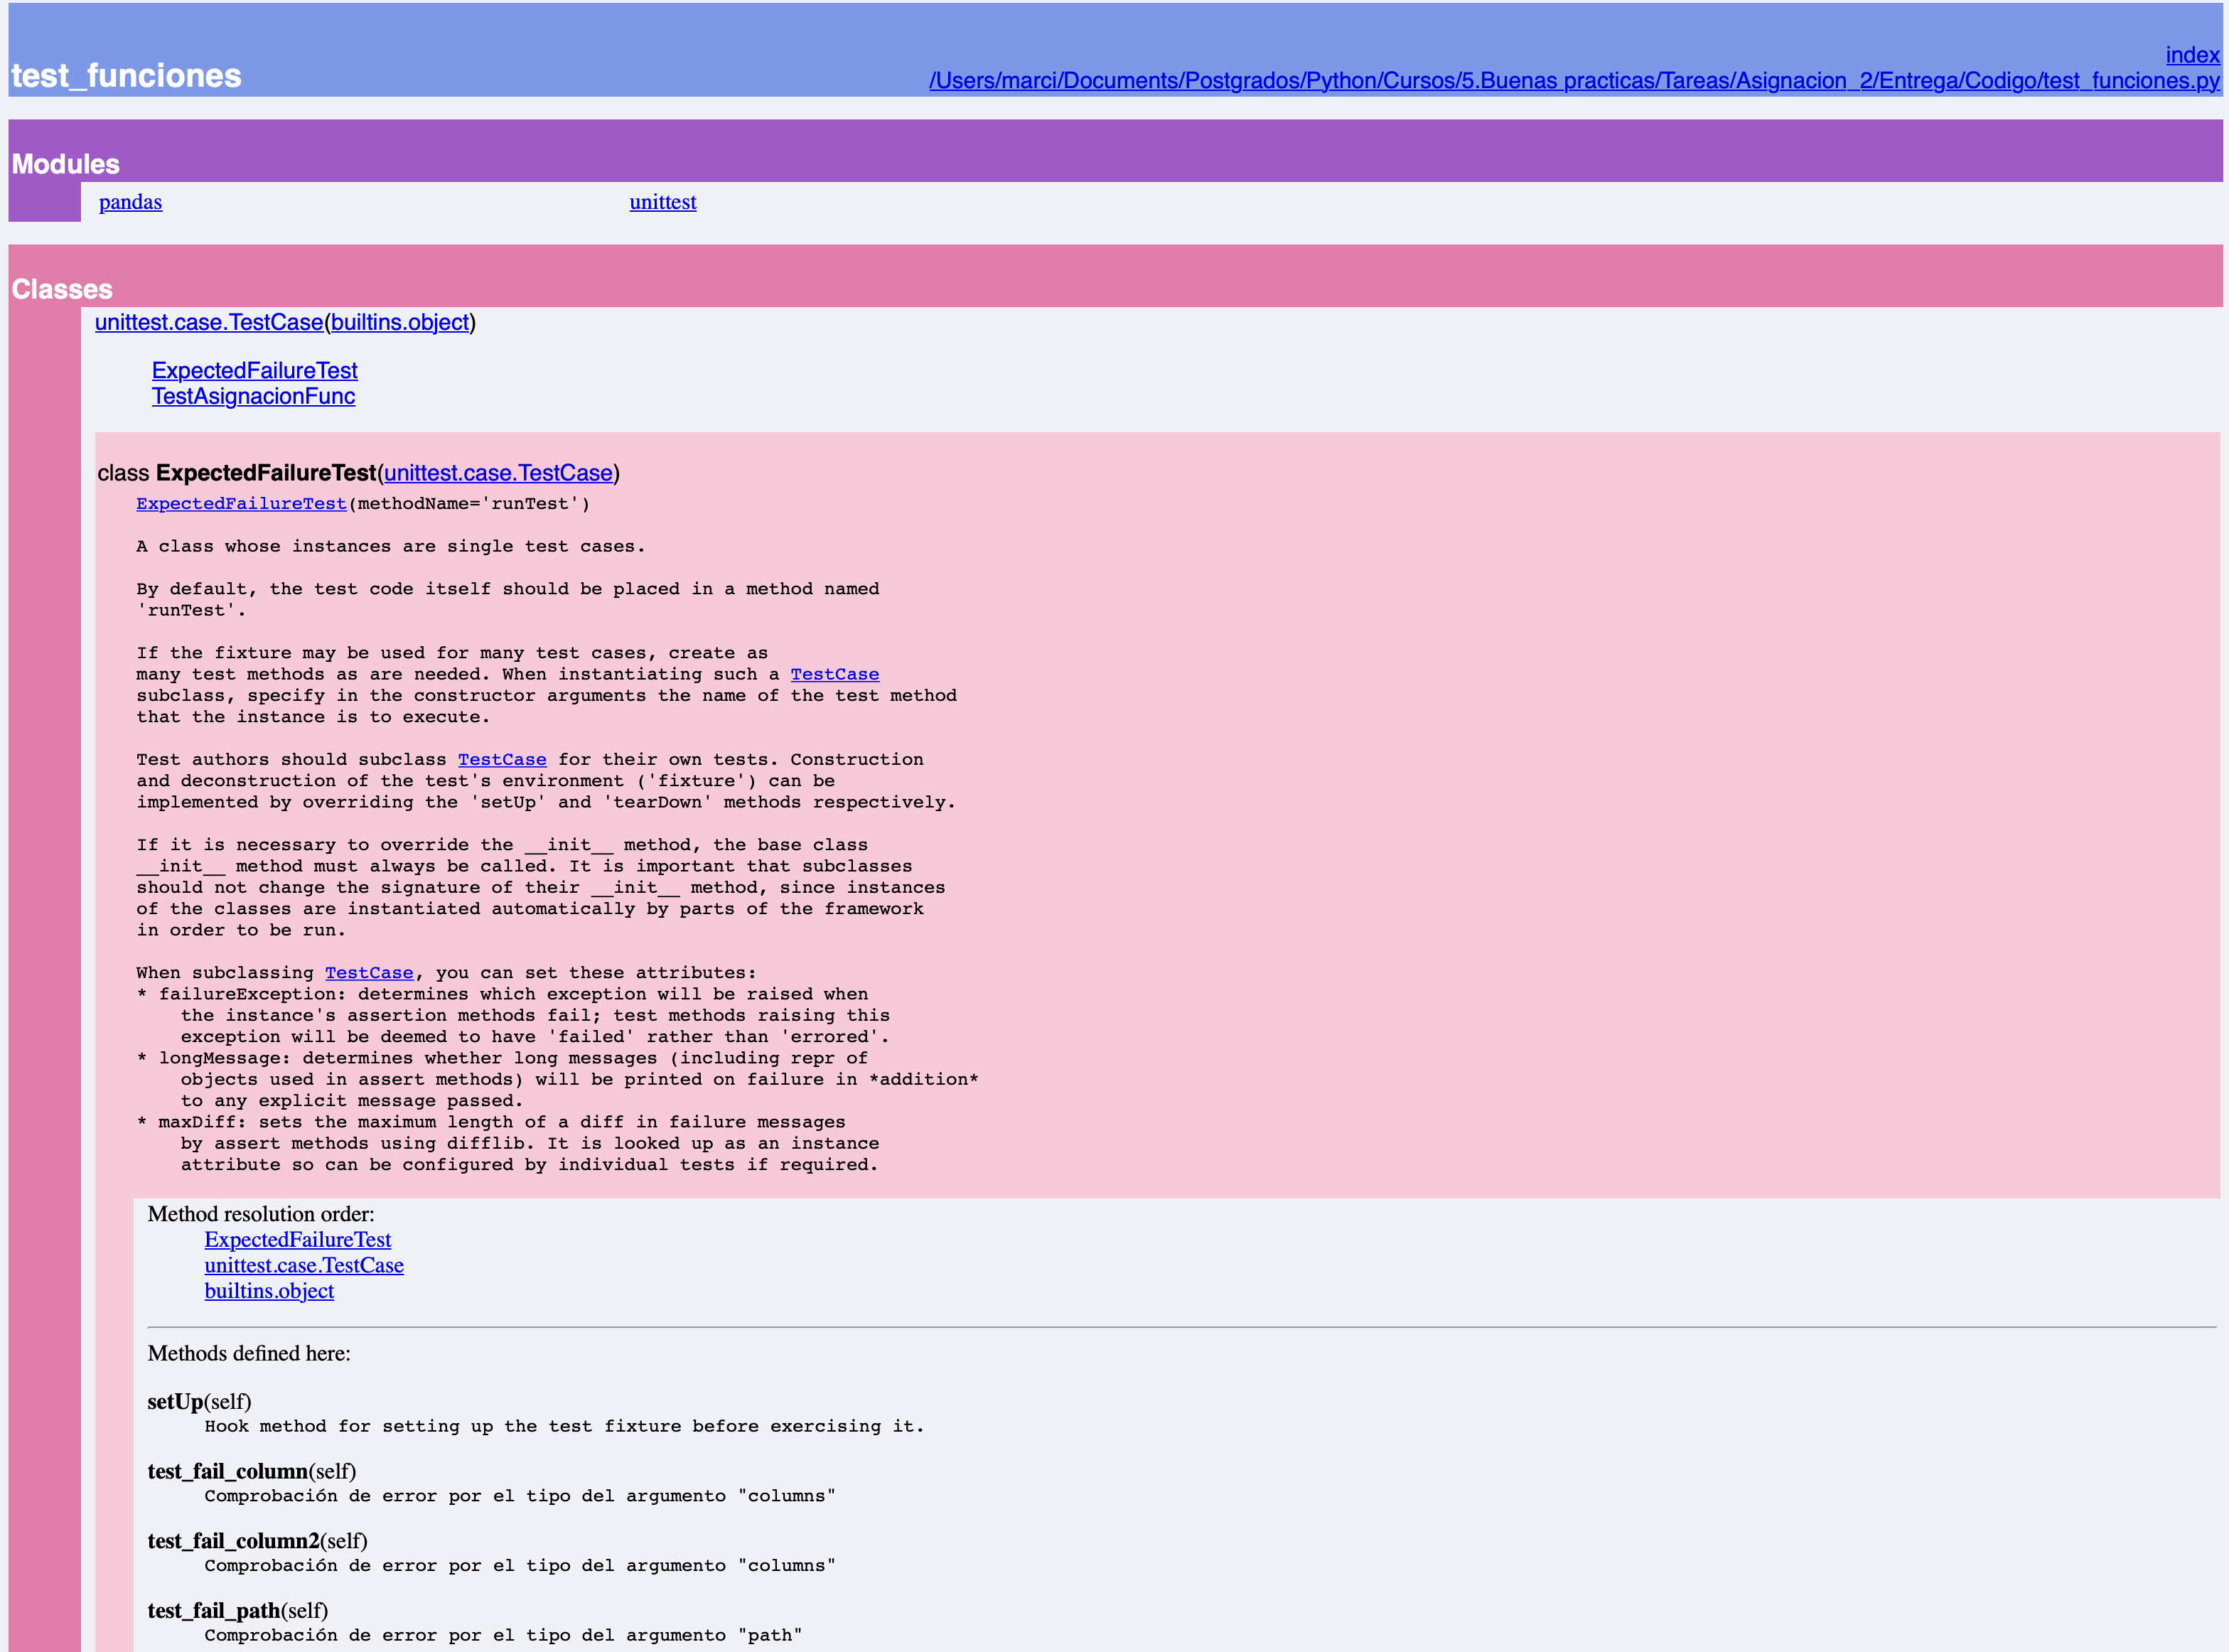 index
test_funciones
/Users/marci/Documents/Postgrados/Python/Cursos/5.Buenas practicas/Tareas/Asignacion_2/Entrega/Codigo/test_funciones.py
Modules
pandas unittest
Classes
unittest.case.TestCase(builtins.object)
ExpectedFailureTest
TestAsignacionFunc
class ExpectedFailureTest(unittest.case.TestCase)
ExpectedFailureTest(methodName='runTest')
A class whose instances are single test cases.
By default, the test code itself should be placed in a method named
'runTest'.
If the fixture may be used for many test cases, create as
many test methods as are needed. When instantiating such a TestCase
subclass, specify in the constructor arguments the name of the test method
that the instance is to execute.
Test authors should subclass TestCase for their own tests. Construction
and deconstruction of the test's environment ('fixture') can be
implemented by overriding the 'setUp' and 'tearDown' methods respectively.
If it is necessary to override the __init__ method, the base class
__init__ method must always be called. It is important that subclasses
should not change the signature of their __init__ method, since instances
of the classes are instantiated automatically by parts of the framework
in order to be run.
When subclassing TestCase, you can set these attributes:
* failureException: determines which exception will be raised when
the instance's assertion methods fail; test methods raising this
exception will be deemed to have 'failed' rather than 'errored'.
* longMessage: determines whether long messages (including repr of
objects used in assert methods) will be printed on failure in *addition*
to any explicit message passed.
* maxDiff: sets the maximum length of a diff in failure messages
by assert methods using difflib. It is looked up as an instance
attribute so can be configured by individual tests if required.
Method resolution order:
ExpectedFailureTest
unittest.case.TestCase
builtins.object
Methods defined here:
setUp(self)
Hook method for setting up the test fixture before exercising it.
test_fail_column(self)
Comprobación de error por el tipo del argumento "columns"
test_fail_column2(self)
Comprobación de error por el tipo del argumento "columns"
test_fail_path(self)
Comprobación de error por el tipo del argumento "path"